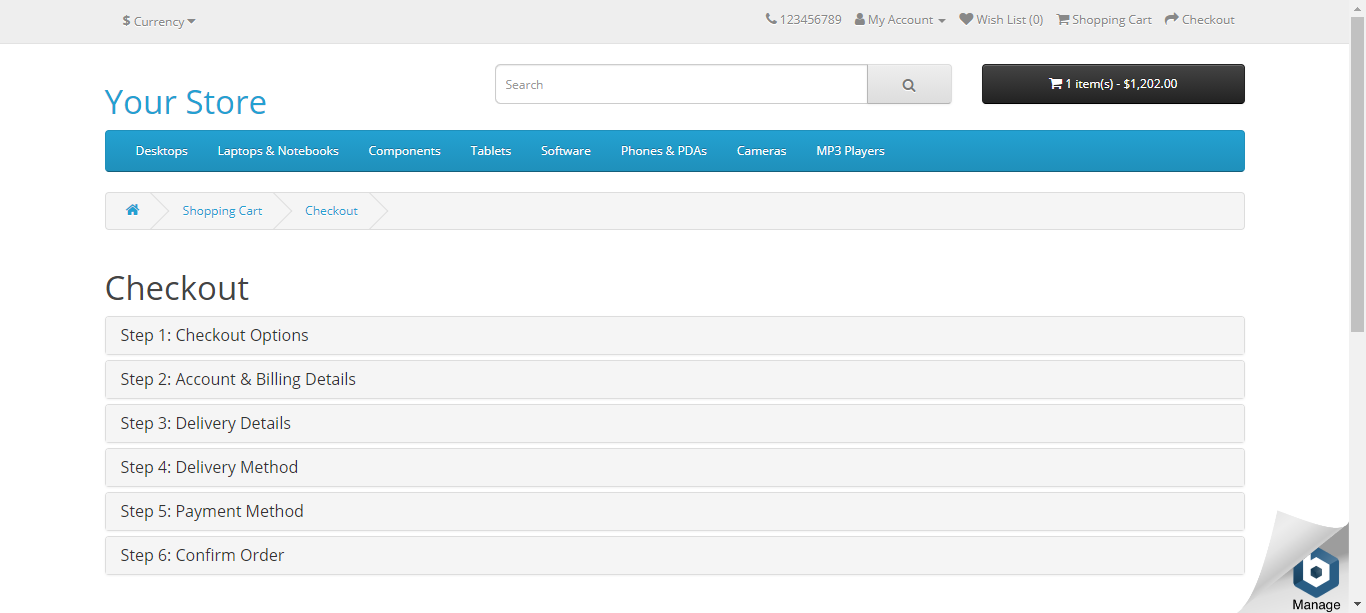 $ Currency
123456789 My Account Wish List (0) Shopping Cart Checkout
Your Store
Search
1 item(s) - $1,202.00
Desktops Laptops & Notebooks Components Tablets Software Phones & PDAs Cameras MP3 Players
Shopping Cart Checkout
Checkout
Step 1: Checkout Options
Step 2: Account & Billing Details
Step 3: Delivery Details
Step 4: Delivery Method
Step 5: Payment Method
Step 6: Confirm Order
b
Manage